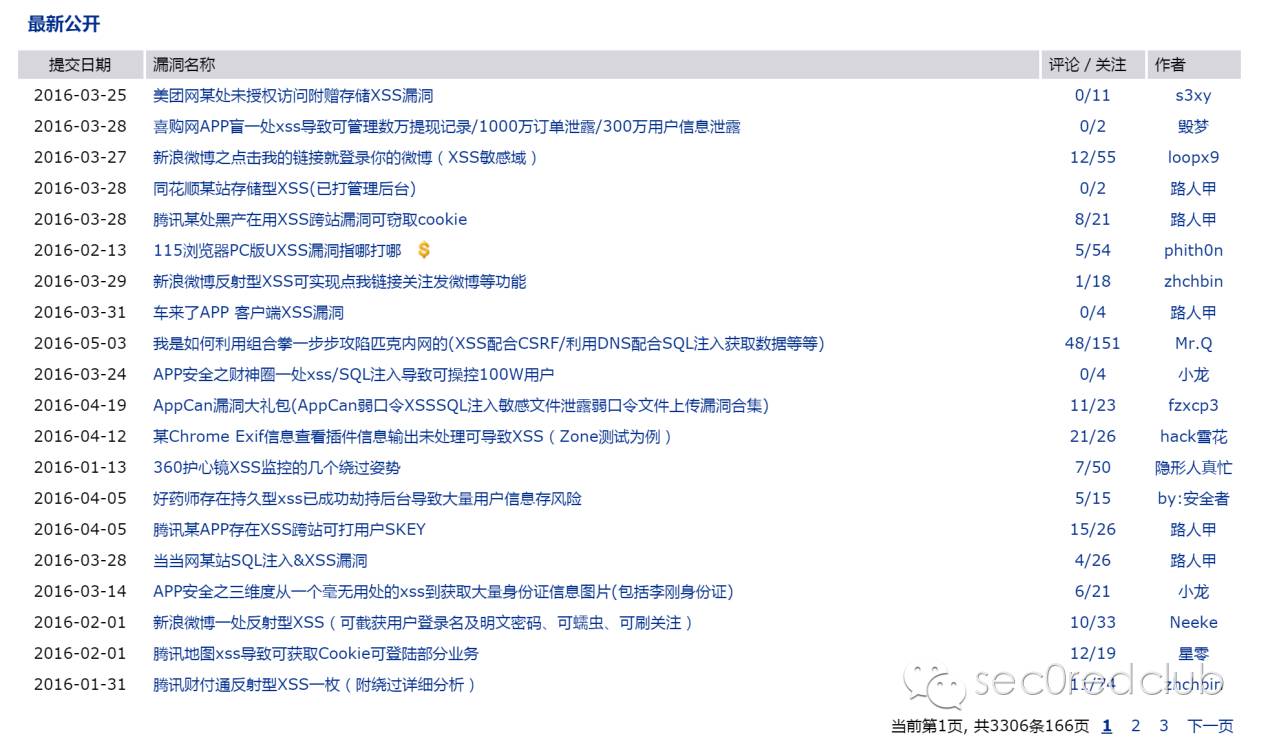 最新公开
提交日期 漏洞名称 评论 / 关注 作者
2016-03-25 美团网某处未授权访问附赠存储XSS漏洞 0/11 s3xy
2016-03-28 喜购网APP盲一处xss导致可管理数万提现记录/1000万订单泄露/300万用户信息泄露 0/2 毁梦
2016-03-27 新浪微博之点击我的链接就登录你的微博（XSS敏感域） 12/55 loopx9
2016-03-28 同花顺某站存储型XSS(已打管理后台) 0/2 路人甲
2016-03-28 腾讯某处黑产在用XSS跨站漏洞可窃取cookie 8/21 路人甲
2016-02-13 115浏览器PC版UXSS漏洞指哪打哪 $ 5/54 phith0n
2016-03-29 新浪微博反射型XSS可实现点我链接关注发微博等功能 1/18 zhchbin
2016-03-31 车来了APP 客户端XSS漏洞 0/4 路人甲
2016-05-03 我是如何利用组合拳一步步攻陷匹克内网的(XSS配合CSRF/利用DNS配合SQL注入获取数据等等) 48/151 Mr.Q
2016-03-24 APP安全之财神圈一处xss/SQL注入导致可操控100W用户 0/4 小龙
2016-04-19 AppCan漏洞大礼包(AppCan弱口令XSSSQL注入敏感文件泄露弱口令文件上传漏洞合集) 11/23 fzxcp3
2016-04-12 某Chrome Exif信息查看插件信息输出未处理可导致XSS（Zone测试为例） 21/26 hack雪花
2016-01-13 360护心镜XSS监控的几个绕过姿势 7/50 隐形人真忙
2016-04-05 好药师存在持久型xss已成功劫持后台导致大量用户信息存风险 5/15 by:安全者
2016-04-05 腾讯某APP存在XSS跨站可打用户SKEY 15/26 路人甲
2016-03-28 当当网某站SQL注入&XSS漏洞 4/26 路人甲
2016-03-14 APP安全之三维度从一个毫无用处的xss到获取大量身份证信息图片(包括李刚身份证) 6/21 小龙
2016-02-01 新浪微博一处反射型XSS（可截获用户登录名及明文密码、可蠕虫、可刷关注） 10/33 Neeke
2016-02-01 腾讯地图xss导致可获取Cookie可登陆部分业务 12/19 星零
2016-01-31 腾讯财付通反射型XSS一枚（附绕过详细分析） 11/74 zhchbin
sec0redclub
当前第1页, 共3306条166页 1 2 3 下一页